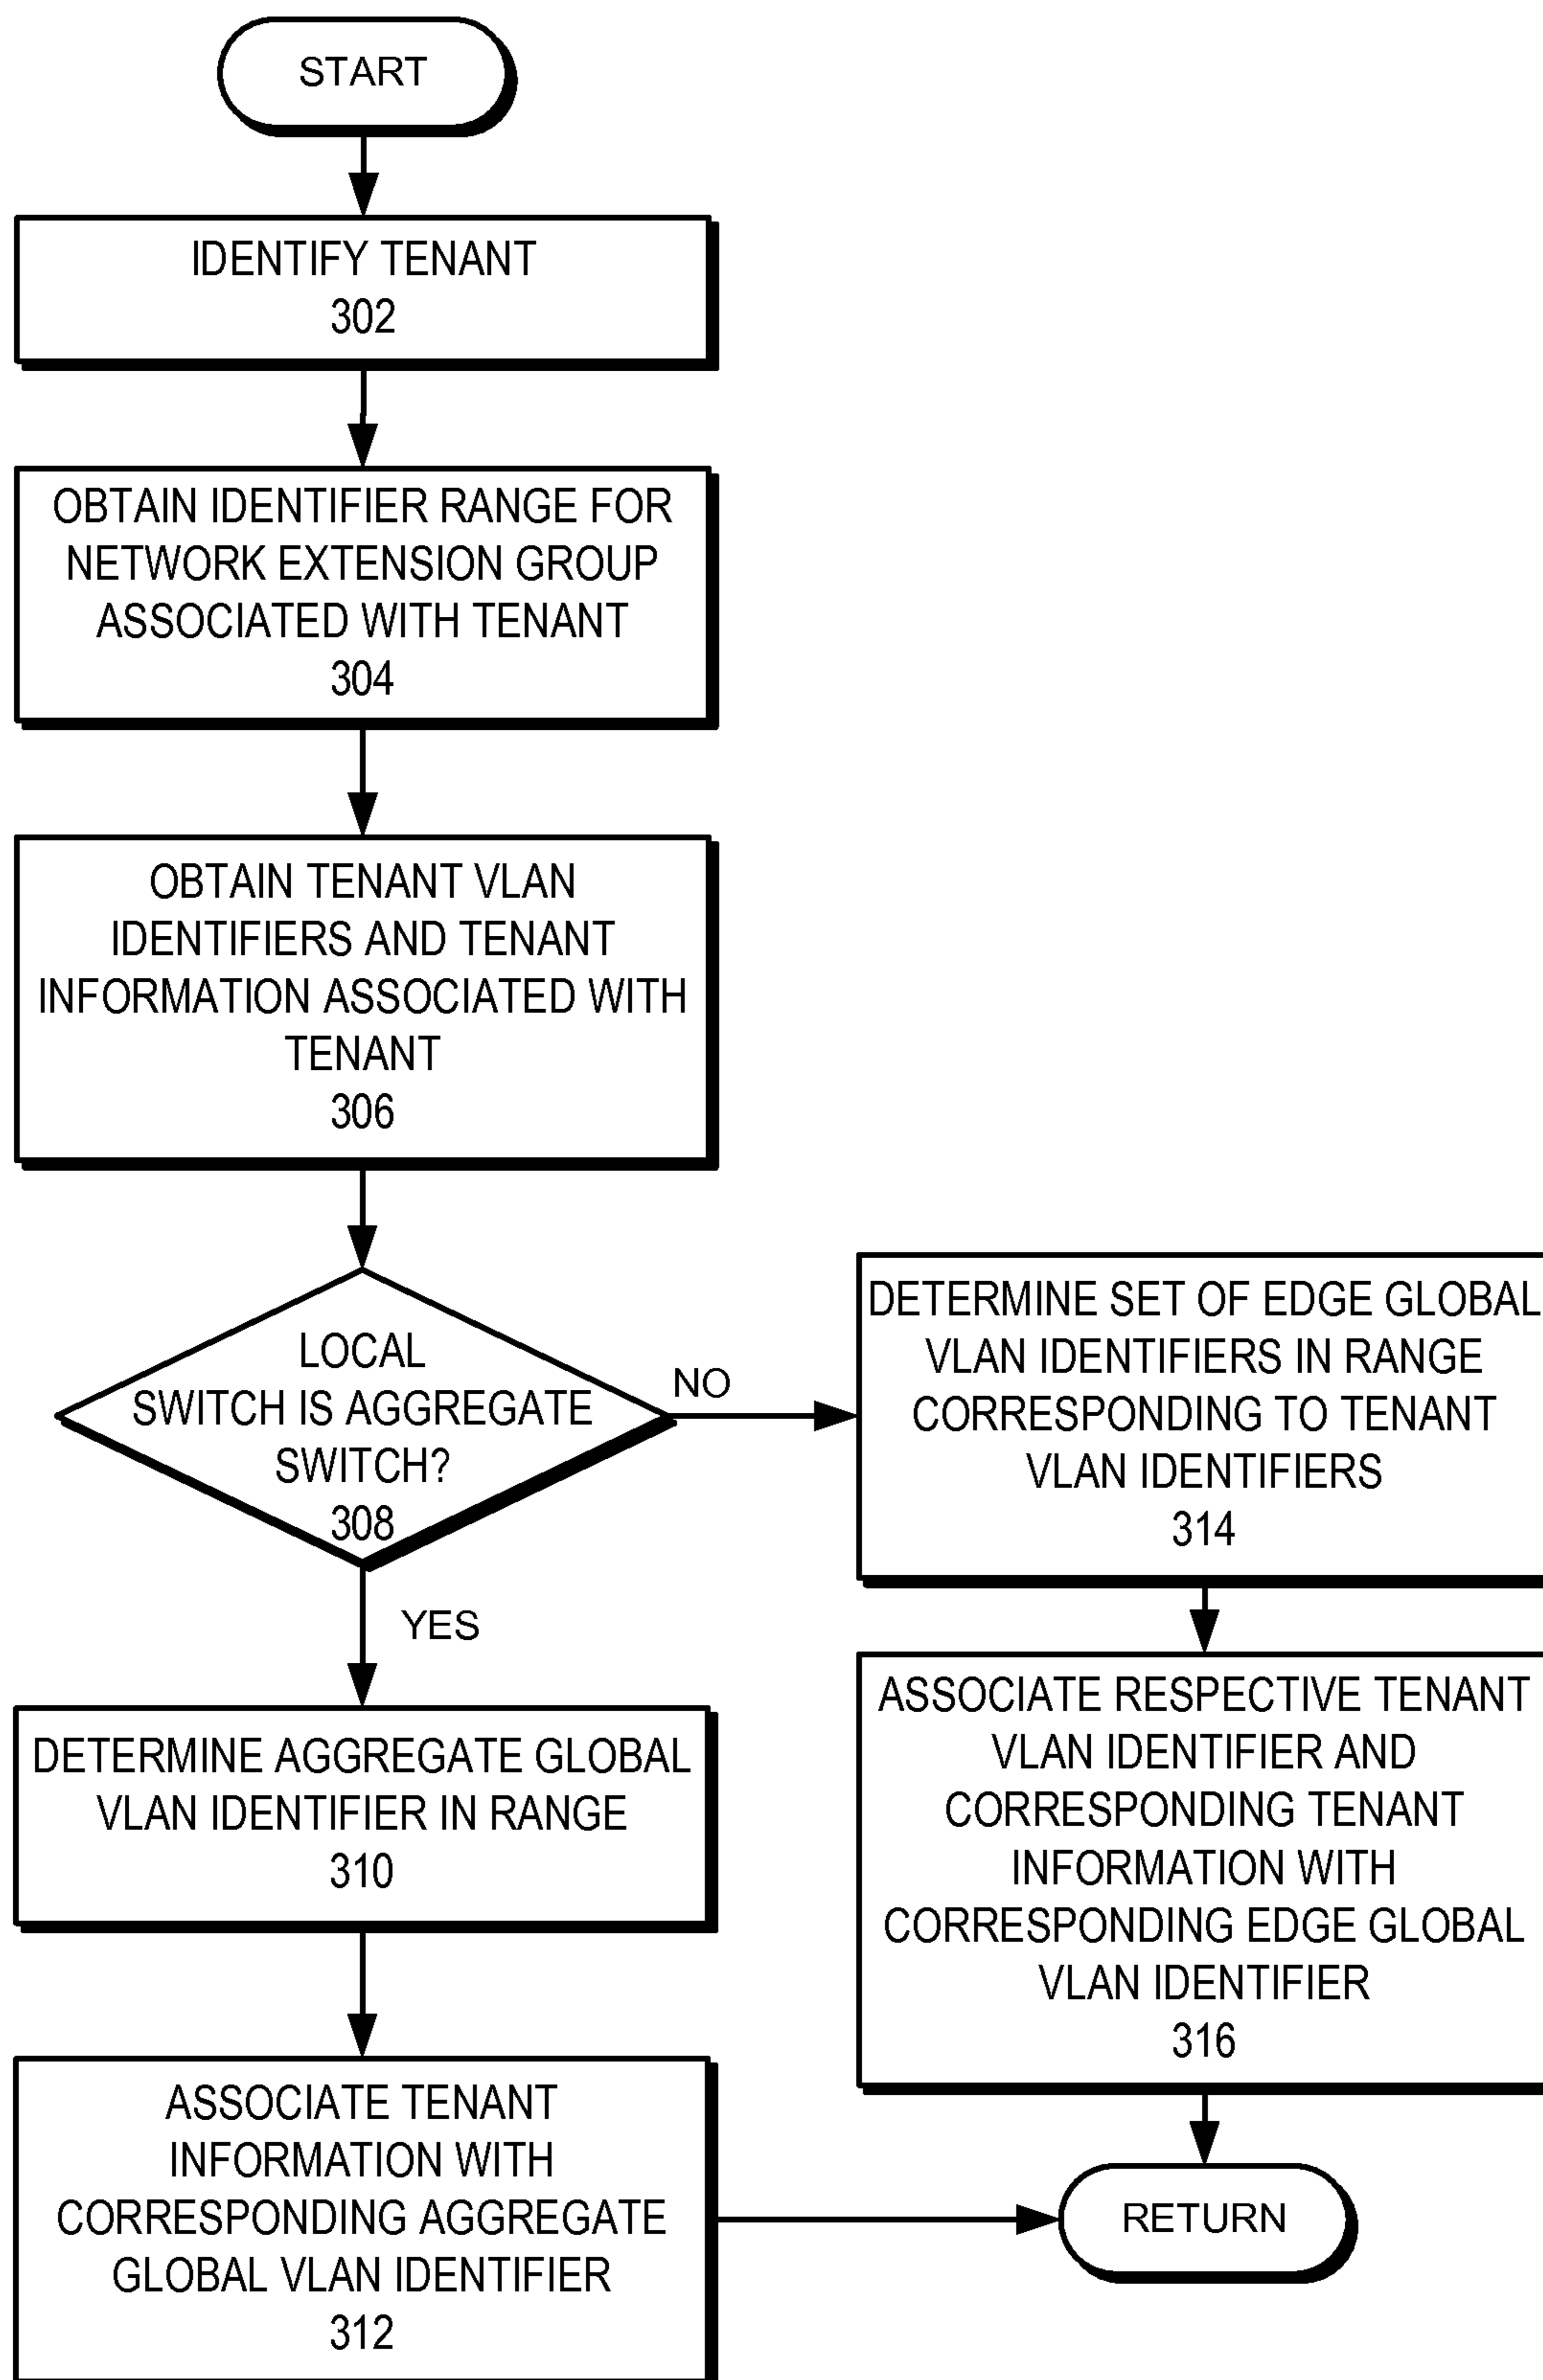 START
IDENTIFY TENANT
302
OBTAIN IDENTIFIER RANGE FOR
NETWORK EXTENSION GROUP
ASSOCIATED WITH TENANT
304
OBTAIN TENANT VLAN
IDENTIFIERS AND TENANT
INFORMATION ASSOCIATED WITH
TENANT
306
LOCAL
SWITCH IS AGGREGATE
SWITCH?
308
NO
YES
DETERMINE AGGREGATE GLOBAL
VLAN IDENTIFIER IN RANGE
310
ASSOCIATE TENANT
INFORMATION WITH
CORRESPONDING AGGREGATE
GLOBAL VLAN IDENTIFIER
312
DETERMINE SET OF EDGE GLOBAL
VLAN IDENTIFIERS IN RANGE
CORRESPONDING TO TENANT
VLAN IDENTIFIERS
314
ASSOCIATE RESPECTIVE TENANT
VLAN IDENTIFIER AND
CORRESPONDING TENANT
INFORMATION WITH
CORRESPONDING EDGE GLOBAL
VLAN IDENTIFIER
316
RETURN